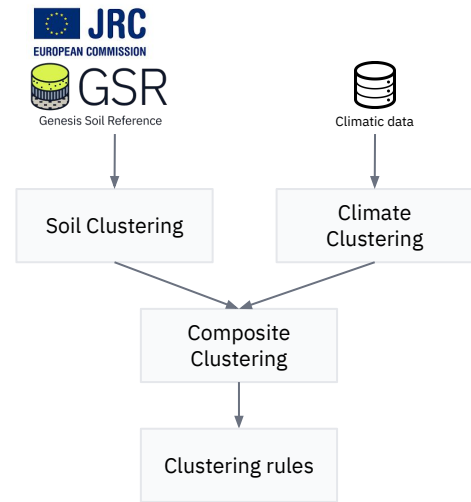 JRC
EUROPEAN COMMISSION
GSR
Genesis Soil Reference
Climatic data
Soil Clustering
Climate
Clustering
Composite
Clustering
Clustering rules